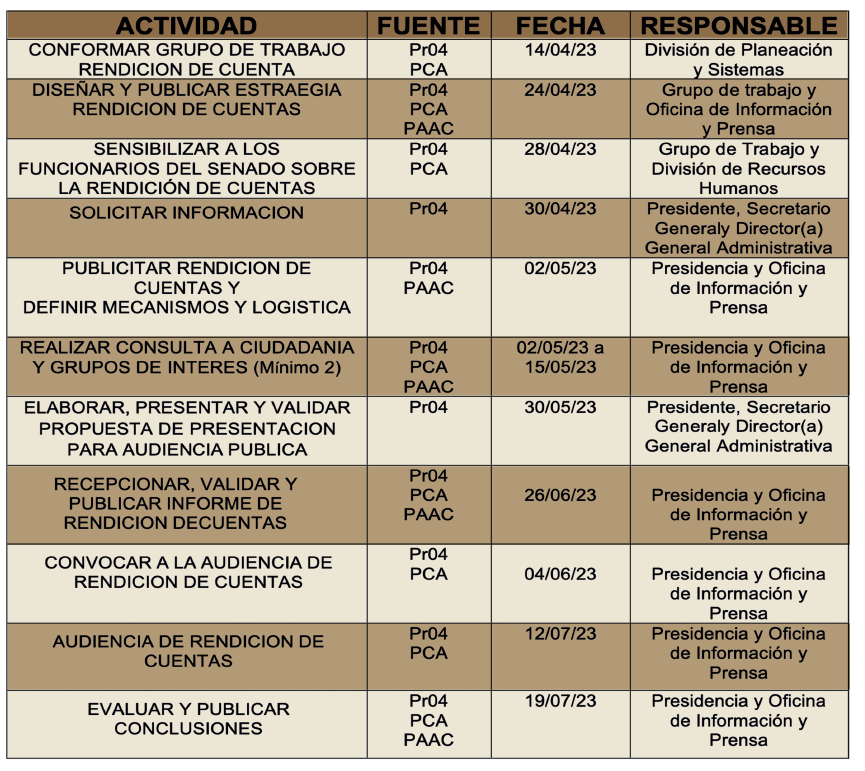 ACTIVIDAD FUENTE FECHA RESPONSABLE
CONFORMAR GRUPO DE TRABAJO
RENDICION DE CUENTA
Pr04
PCA
14/04/23
División de Planeación
y Sistemas
DISEÑAR Y PUBLICAR ESTRAEGIA
RENDICION DE CUENTAS
Pr04
PCA
PAAC
24/04/23
Grupo de trabajo y
Oficina de Información
y Prensa
SENSIBILIZAR A LOS
FUNCIONARIOS DEL SENADO SOBRE
LA RENDICIÓN DE CUENTAS
Pr04
PCA
28/04/23
Grupo de Trabajo y
División de Recursos
Humanos
SOLICITAR INFORMACION
Pr04
30/04/23
Presidente, Secretario
Generaly Director(a)
General Administrativa
PUBLICITAR RENDICION DE
CUENTAS Y
DEFINIR MECANISMOS Y LOGISTICA
Pr04
PAAC
02/05/23
Presidencia y Oficina
de Información y
Prensa
REALIZAR CONSULTA A CIUDADANIA
Y GRUPOS DE INTERES (Mínimo 2)
Pr04
PCA
PAAC
02/05/23 a
15/05/23
Presidencia y Oficina
de Información y
Prensa
ELABORAR, PRESENTAR Y VALIDAR
PROPUESTA DE PRESENTACION
PARA AUDIENCIA PUBLICA
Pr04
30/05/23
Presidente, Secretario
Generaly Director(a)
General Administrativa
RECEPCIONAR, VALIDAR Y
PUBLICAR INFORME DE
RENDICION DECUENTAS
Pr04
PCA
PAAC
26/06/23
Presidencia y Oficina
de Información y
Prensa
CONVOCAR A LA AUDIENCIA DE
RENDICION DE CUENTAS
Pr04
PCA
04/06/23
Presidencia y Oficina
de Información y
Prensa
AUDIENCIA DE RENDICION DE
CUENTAS
Pr04
PCA
12/07/23
Presidencia y Oficina
de Información y
Prensa
EVALUAR Y PUBLICAR
CONCLUSIONES
Pr04
PCA
PAAC
19/07/23
Presidencia y Oficina
de Información y
Prensa